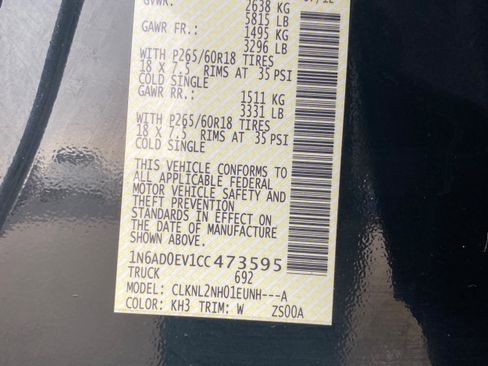 GVWR: 2638 KG
5815 LB
GAWR FR.: 1495 KG
3296 LB
WITH P265/60R18 TIRES
18 X 7.5 RIMS AT 35 PSI
COLD SINGLE
GAWR RR.: 1511 KG
3331 LB
WITH P265/60R18 TIRES
18 X 7.5 RIMS AT 35 PSI
COLD SINGLE
THIS VEHICLE CONFORMS TO
ALL APPLICABLE FEDERAL
MOTOR VEHICLE SAFETY AND
THEFT PREVENTION
STANDARDS IN EFFECT ON
THE DATE OF MANUFACTURE
SHOWN ABOVE.
1N6AD0EV1CC473595
TRUCK 692
MODEL: CLKNL2NH01EUNH---A
COLOR: KH3 TRIM: W ZS00A